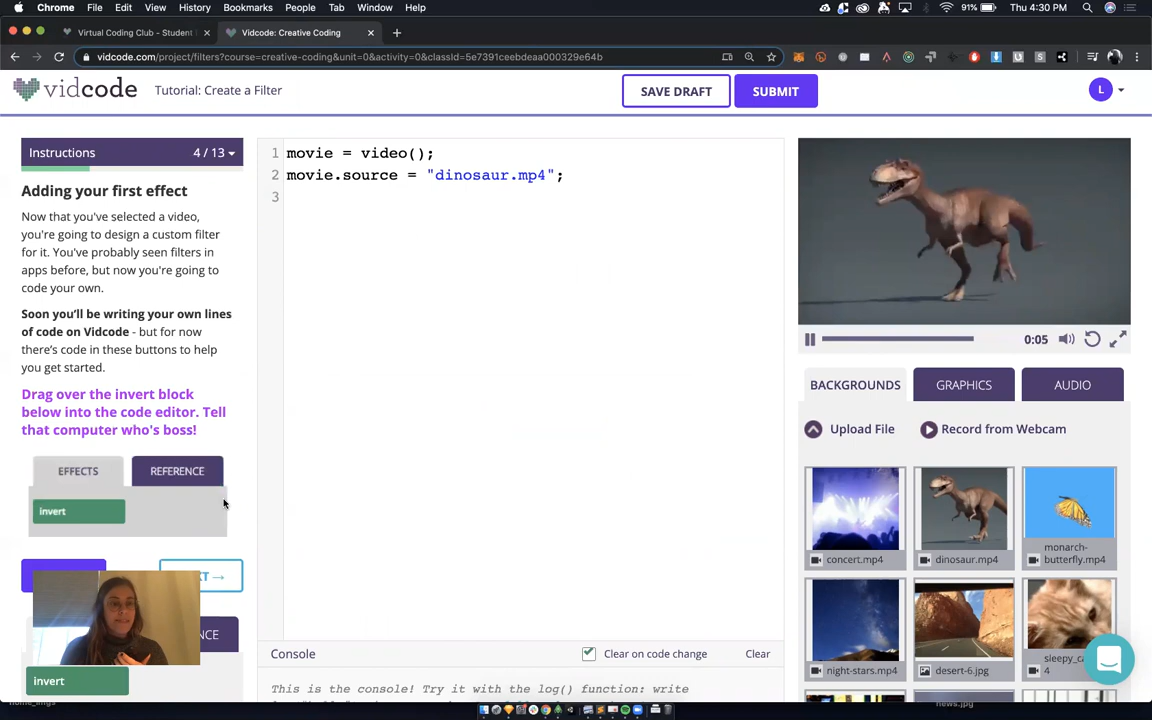 Chrome File Edit View History Bookmarks People Tab Window Help 91% Thu 4:30 PM
Virtual Coding Club - Student E
Vidcode: Creative Coding
vidcode.com/project/filters?course=creative-coding&unit=0&activity=0&classId=5e7391ceebdeaa000329e64b
vidcode Tutorial: Create a Filter SAVE DRAFT SUBMIT L
Instructions 4 / 13
Adding your first effect
Now that you've selected a video,
you're going to design a custom filter
for it. You've probably seen filters in
apps before, but now you're going to
code your own.
Soon you'll be writing your own lines
of code on Vidcode - but for now
there's code in these buttons to help
you get started.
Drag over the invert block
below into the code editor. Tell
that computer who's boss!
EFFECTS REFERENCE
invert
XT →
NCE
invert
1 movie = video();
2 movie.source = "dinosaur.mp4";
3
Console Clear on code change Clear
This is the console! Try it with the log() function: write
0:05
BACKGROUNDS GRAPHICS AUDIO
Upload File Record from Webcam
concert.mp4
dinosaur.mp4
monarch-
butterfly.mp4
night-stars.mp4
desert-6.jpg
sleepy_ca
4
news.jpg
home_imgs